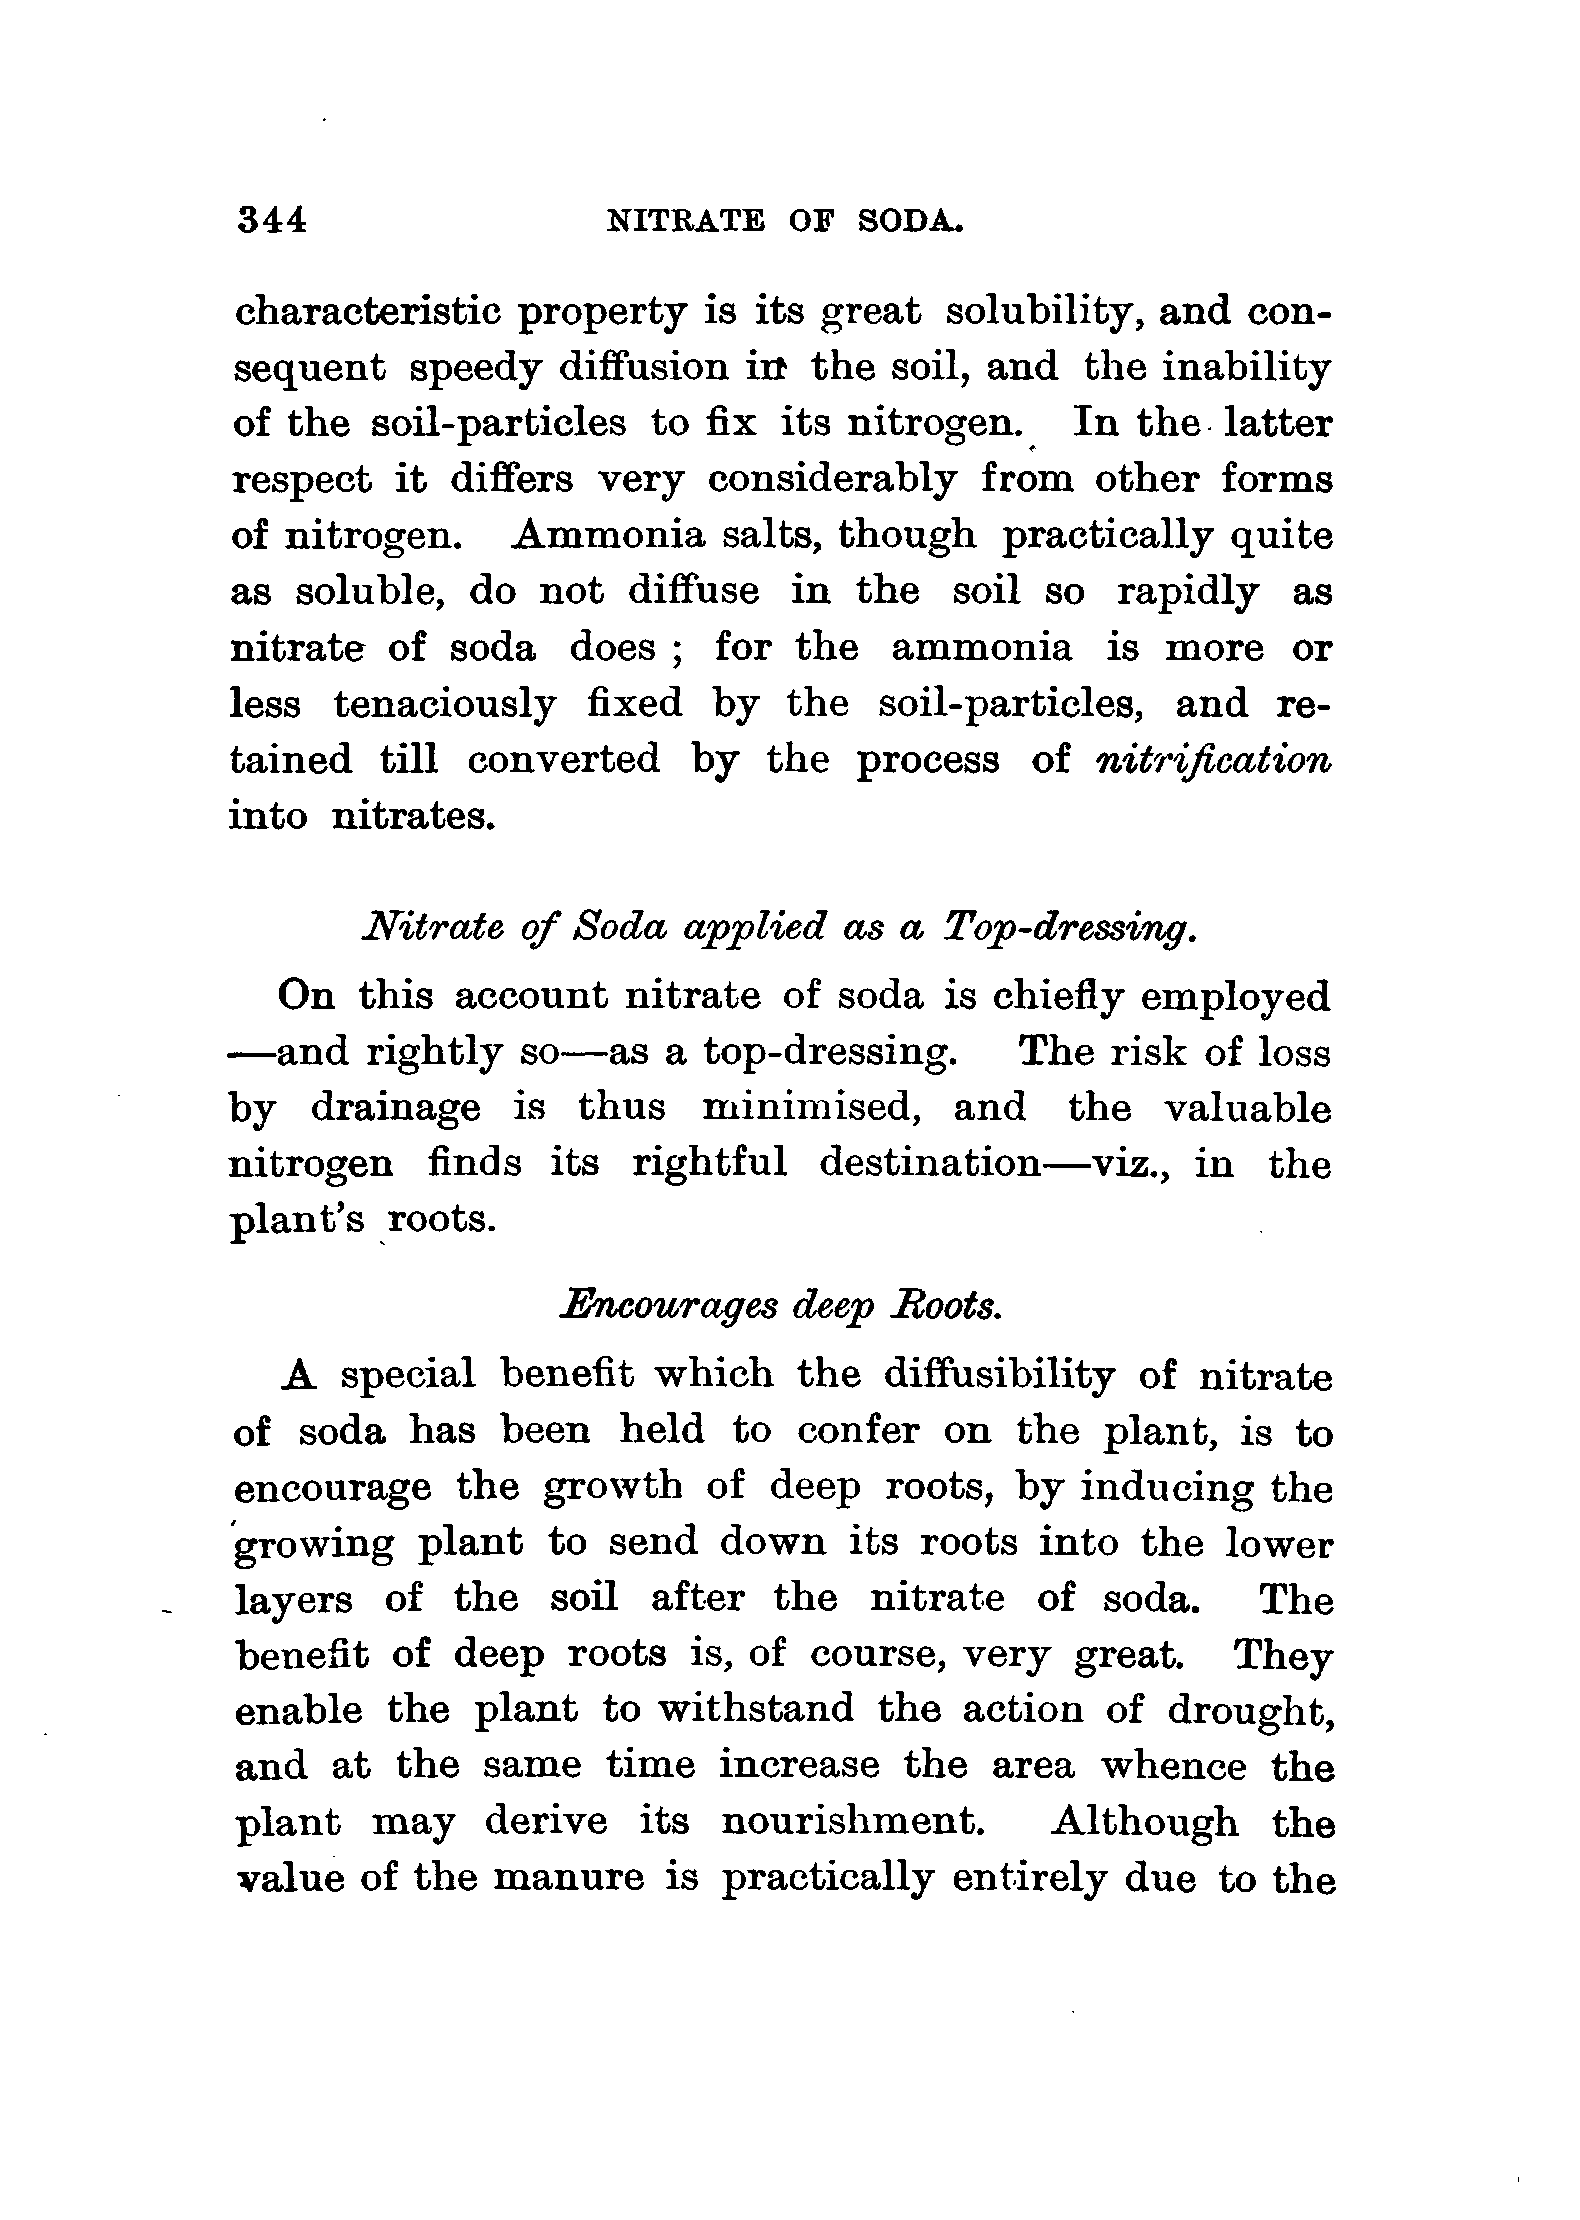 344 NITRATE OF SODA.
characteristic property is its great solubility, and con-
sequent speedy diffusion in the soil, and the inability
of the soil-particles to fix its nitrogen. In the latter
respect it differs very considerably from other forms
of nitrogen. Ammonia salts, though practically quite
as soluble, do not diffuse in the soil so rapidly as
nitrate of soda does ; for the ammonia is more or
less tenaciously fixed by the soil-particles, and re-
tained till converted by the process of nitrification
into nitrates.
Nitrate of Soda applied as a Top-dressing.
On this account nitrate of soda is chiefly employed
—and rightly so—as a top-dressing. The risk of loss
by drainage is thus minimised, and the valuable
nitrogen finds its rightful destination—viz., in the
plant's roots.
Encourages deep Roots.
A special benefit which the diffusibility of nitrate
of soda has been held to confer on the plant, is to
encourage the growth of deep roots, by inducing the
growing plant to send down its roots into the lower
layers of the soil after the nitrate of soda. The
benefit of deep roots is, of course, very great. They
enable the plant to withstand the action of drought,
and at the same time increase the area whence the
plant may derive its nourishment. Although the
value of the manure is practically entirely due to the